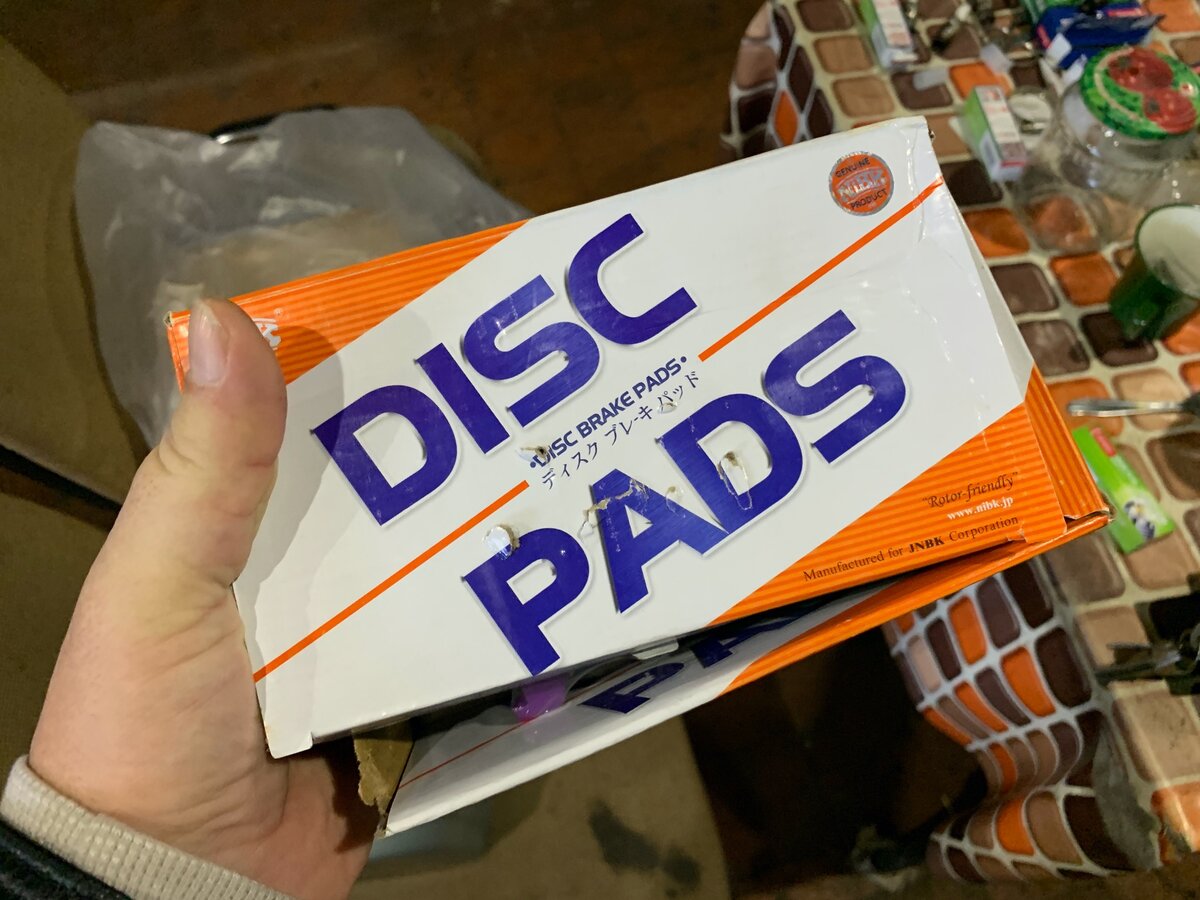 GENUINE
NiBK
PRODUCT
DISC
•DISC BRAKE PADS•
ディスク ブレーキ パッド
PADS
“Rotor-friendly”
www.nibk.jp
Manufactured for JNBK Corporation
PA